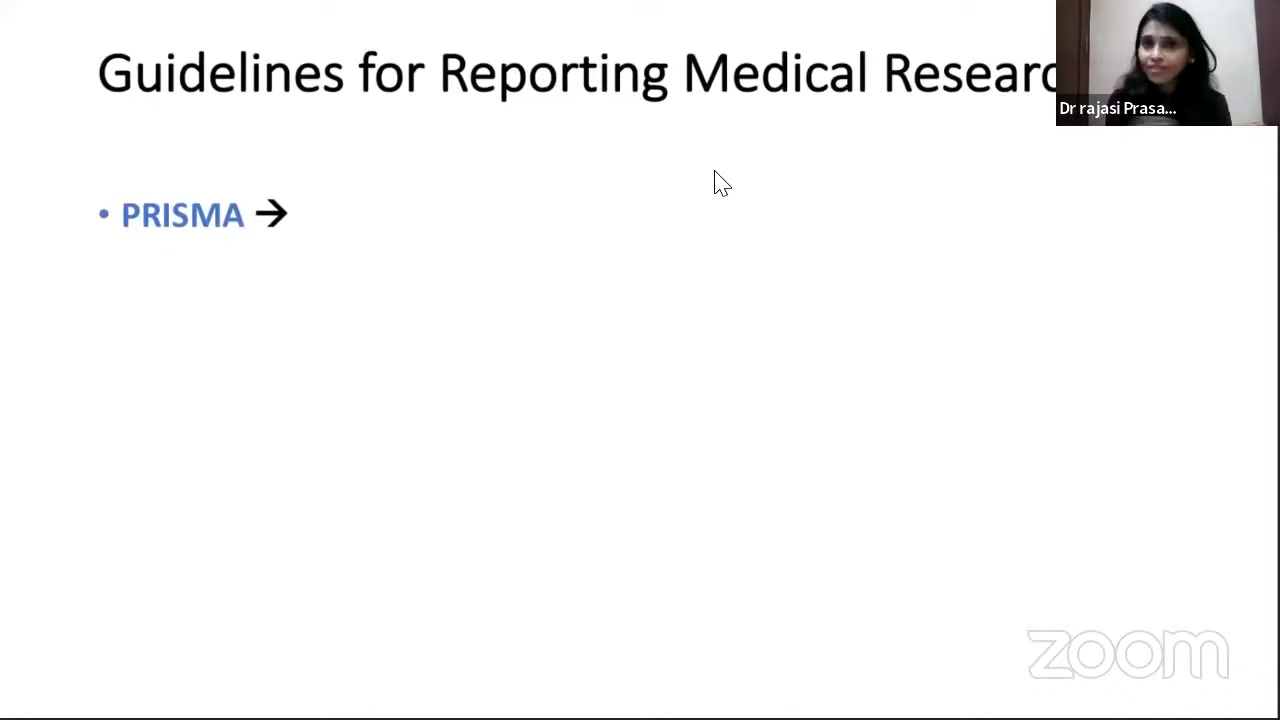 Guidelines for Reporting Medical Researc
Dr rajasi Prasa...
• PRISMA →
zoom